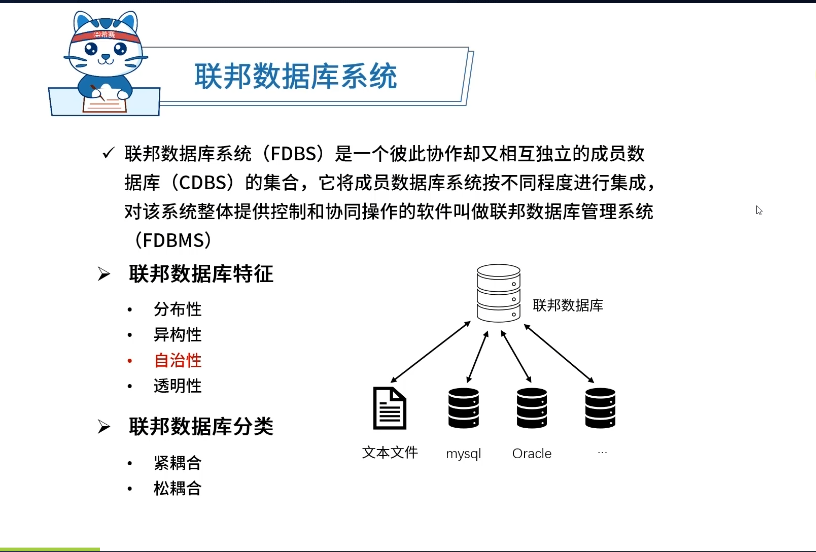 联邦数据库系统
✓ 联邦数据库系统（FDBS）是一个彼此协作却又相互独立的成员数
据库（CDBS）的集合，它将成员数据库系统按不同程度进行集成，
对该系统整体提供控制和协同操作的软件叫做联邦数据库管理系统
（FDBMS）
➢ 联邦数据库特征
• 分布性
• 异构性
• 自治性
• 透明性
➢ 联邦数据库分类
• 紧耦合
• 松耦合
联邦数据库
文本文件 mysql Oracle ...